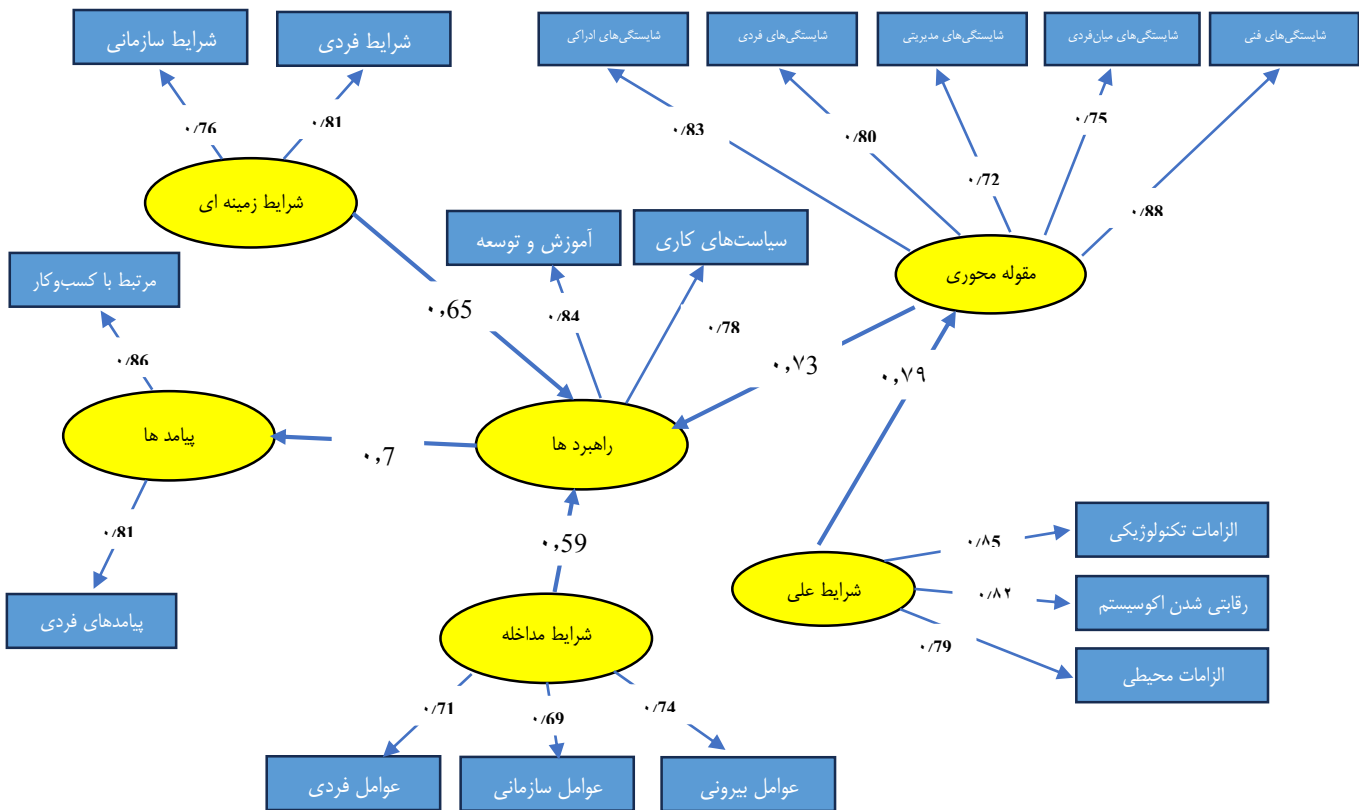 شایستگی‌های فنی
شایستگی‌های میان‌فردی
شایستگی‌های مدیریتی
شایستگی‌های فردی
شایستگی‌های ادراکی
شرایط فردی
شرایط سازمانی
۰/88
۰/75
۰/72
۰/80
۰/83
۰/81
۰/76
شرایط زمینه ای
مقوله محوری
سیاست‌های کاری
آموزش و توسعه
مرتبط با کسب‌وکار
۰/78
۰/84
۰,65
۰/86
۰,۷۹
۰,۷3
راهبرد ها
پیامد ها
۰,7
۰/81
۰,59
الزامات تکنولوژیکی
۰/۸5
رقابتی شدن اکوسیستم
۰/۸۲
شرایط علی
الزامات محیطی
۰/79
پیامدهای فردی
شرایط مداخله
۰/74
۰/69
۰/71
عوامل بیرونی
عوامل سازمانی
عوامل فردی